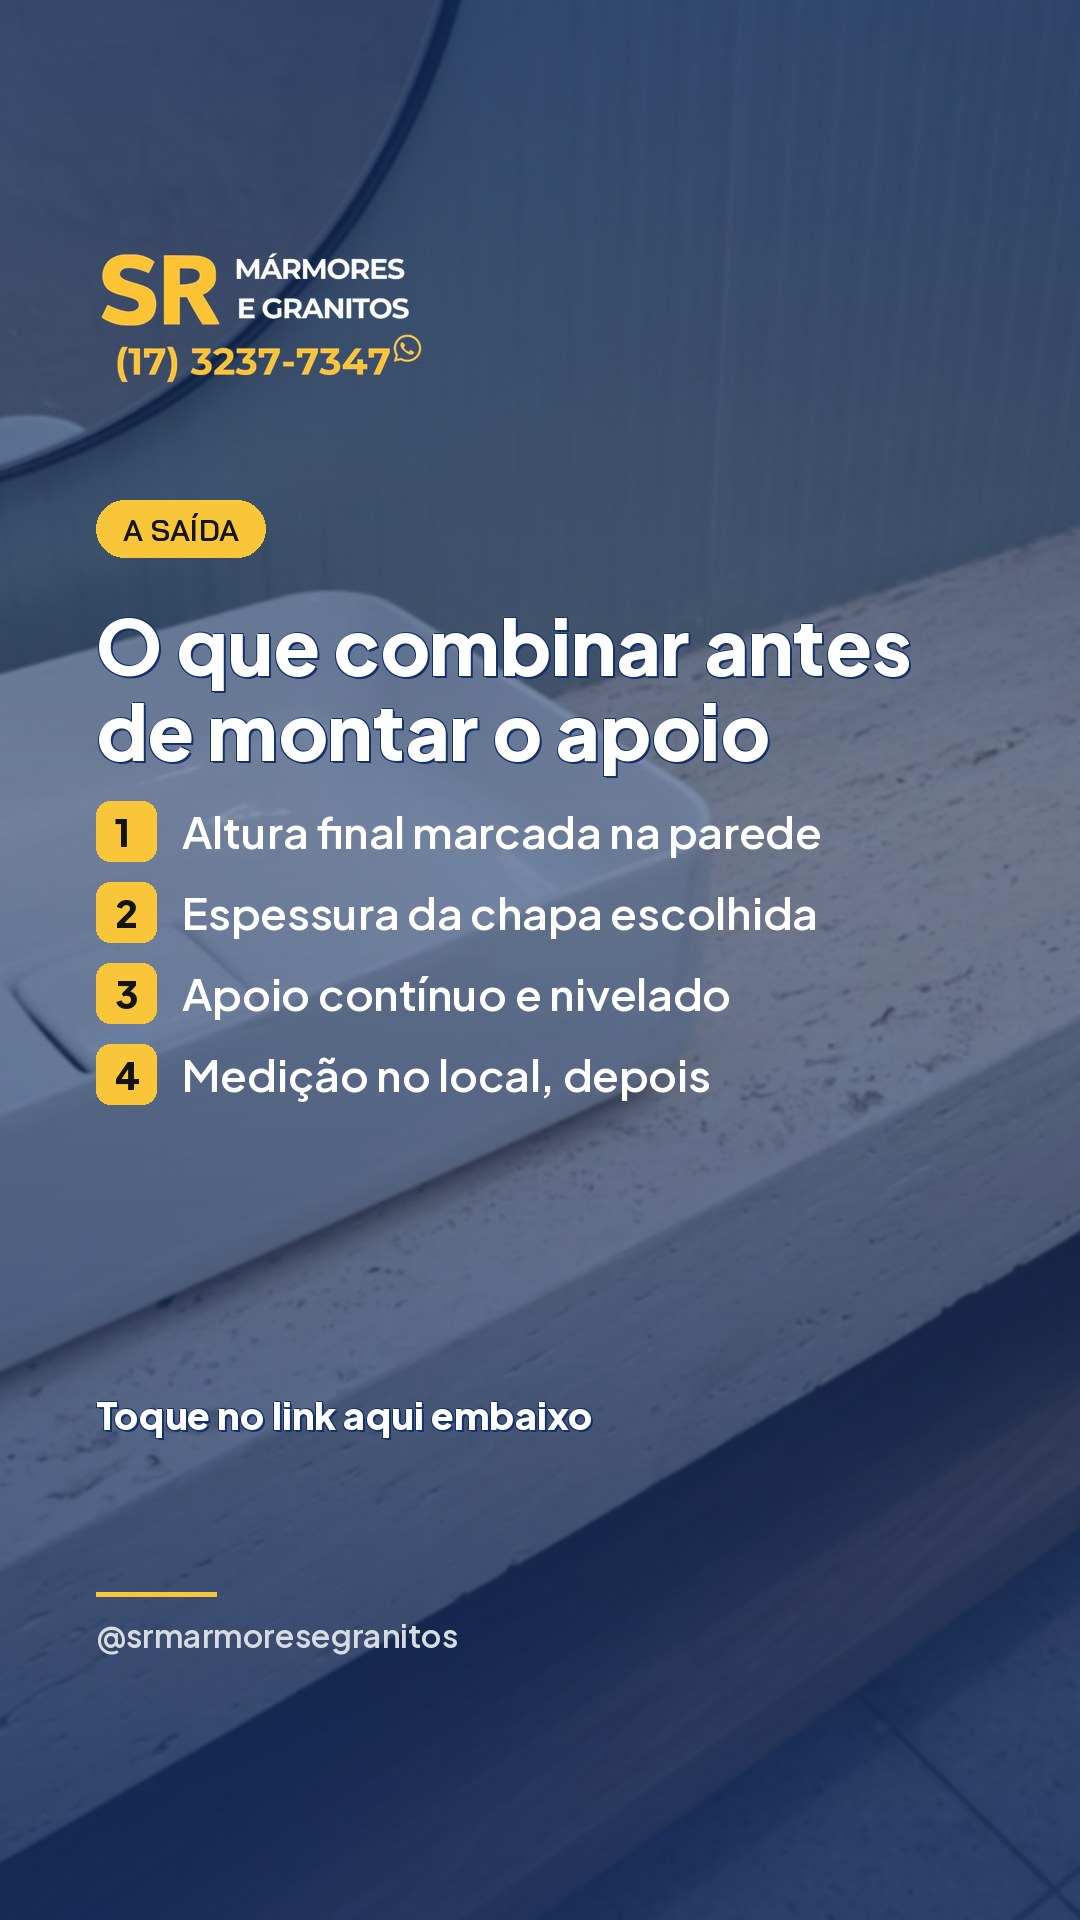 SR MÁRMORES
E GRANITOS
(17) 3237-7347
A SAÍDA
O que combinar antes
de montar o apoio
1 Altura final marcada na parede
2 Espessura da chapa escolhida
3 Apoio contínuo e nivelado
4 Medição no local, depois
Toque no link aqui embaixo
@srmarmoresegranitos